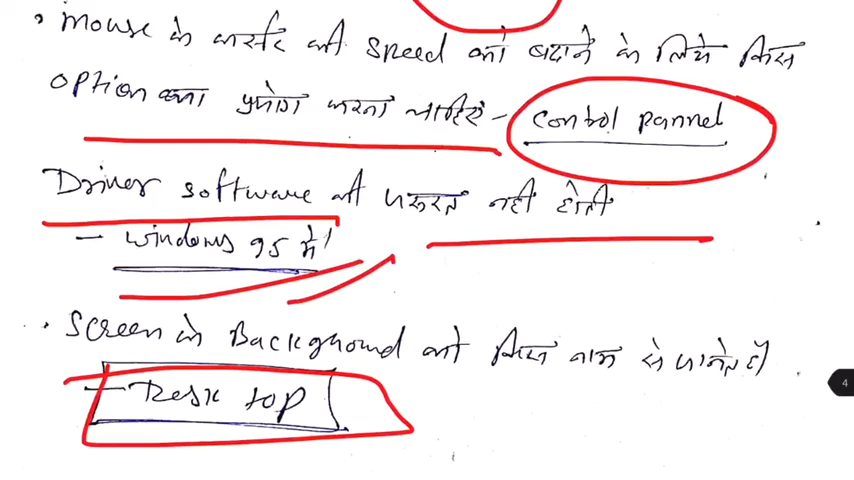 • Mouse के कर्सर की speed को बढाने के लिये किस
option का प्रयोग करना चाहिए - control pannel
Driver software की जरूरत नही होती
- windows 95 मे
• Screen के Background को किस नाम से जानते है
- Desk top
4